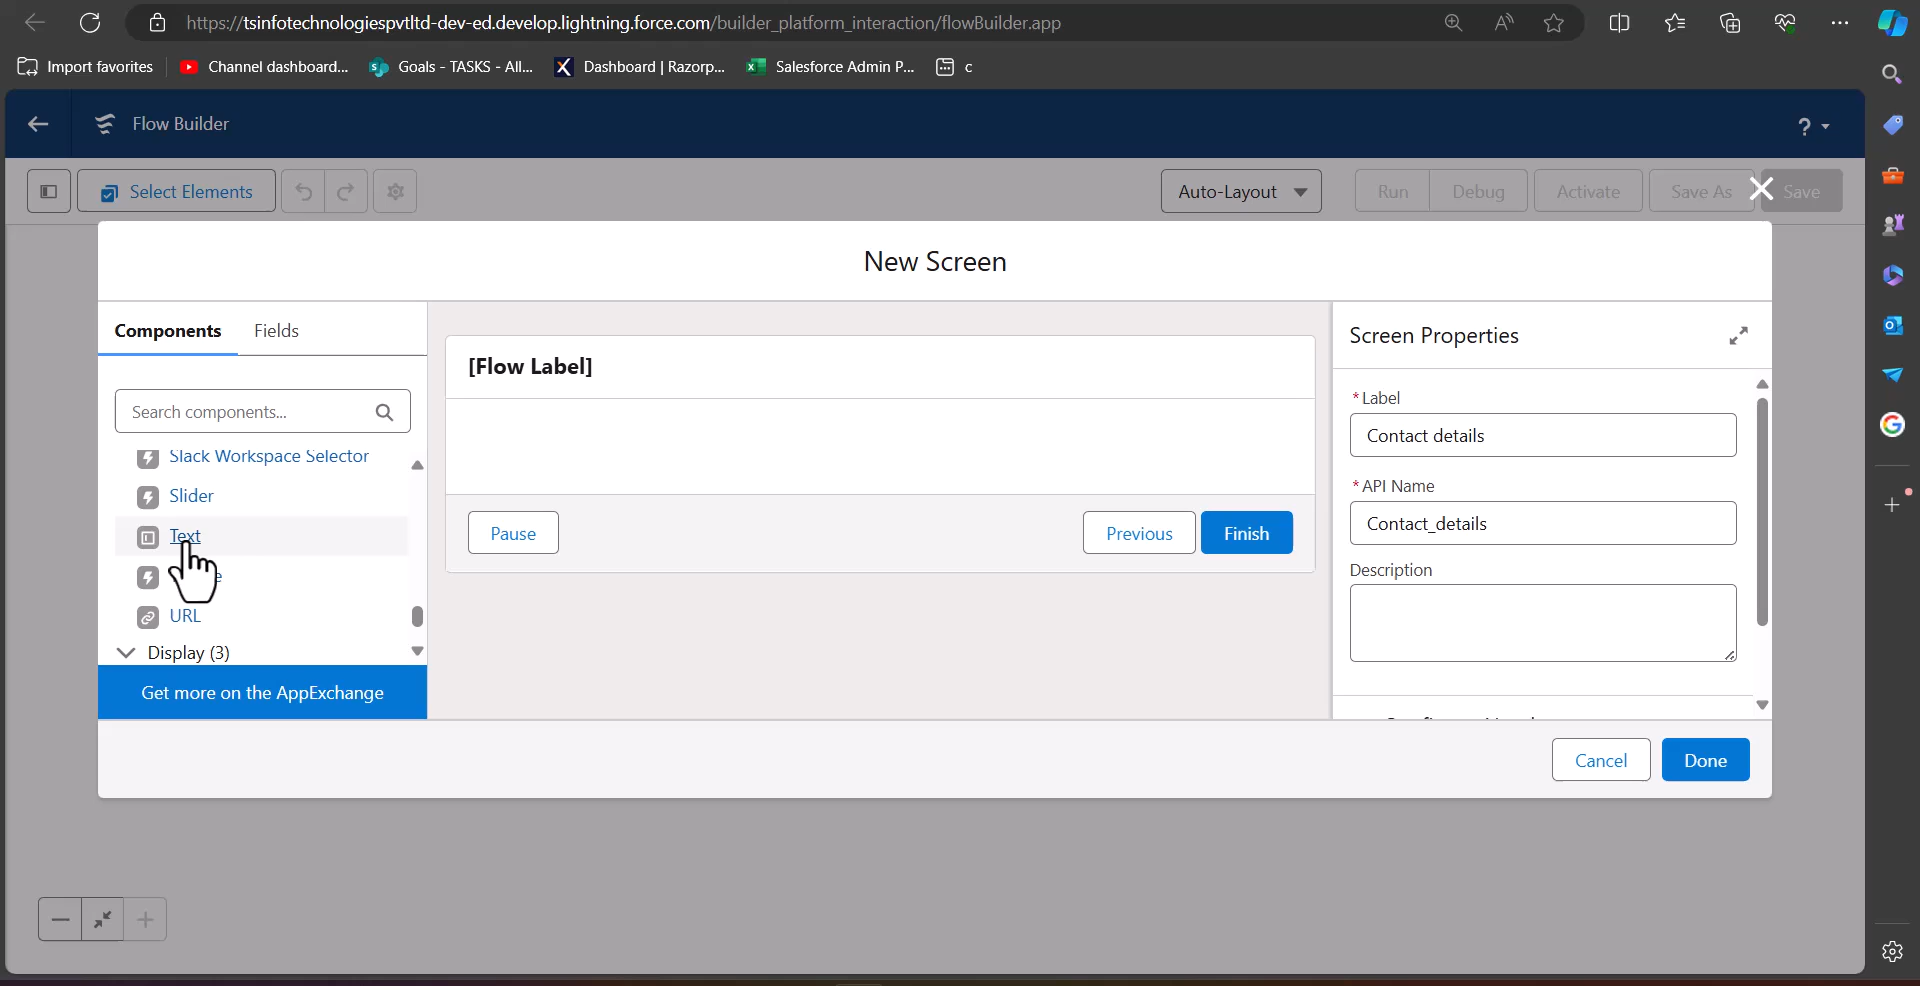 https://tsinfotechnologiespvtltd-dev-ed.develop.lightning.force.com/builder_platform_interaction/flowBuilder.app
Import favorites
Channel dashboard...
Goals - TASKS - All...
Dashboard | Razorp...
Salesforce Admin P...
c
Flow Builder
?
Select Elements
Auto-Layout
Run
Debug
Activate
Save As
Save
New Screen
Components
Fields
Search components...
Slack Workspace Selector
Slider
Text
URL
Display (3)
Get more on the AppExchange
[Flow Label]
Pause
Previous
Finish
Screen Properties
* Label
Contact details
* API Name
Contact_details
Description
Cancel
Done